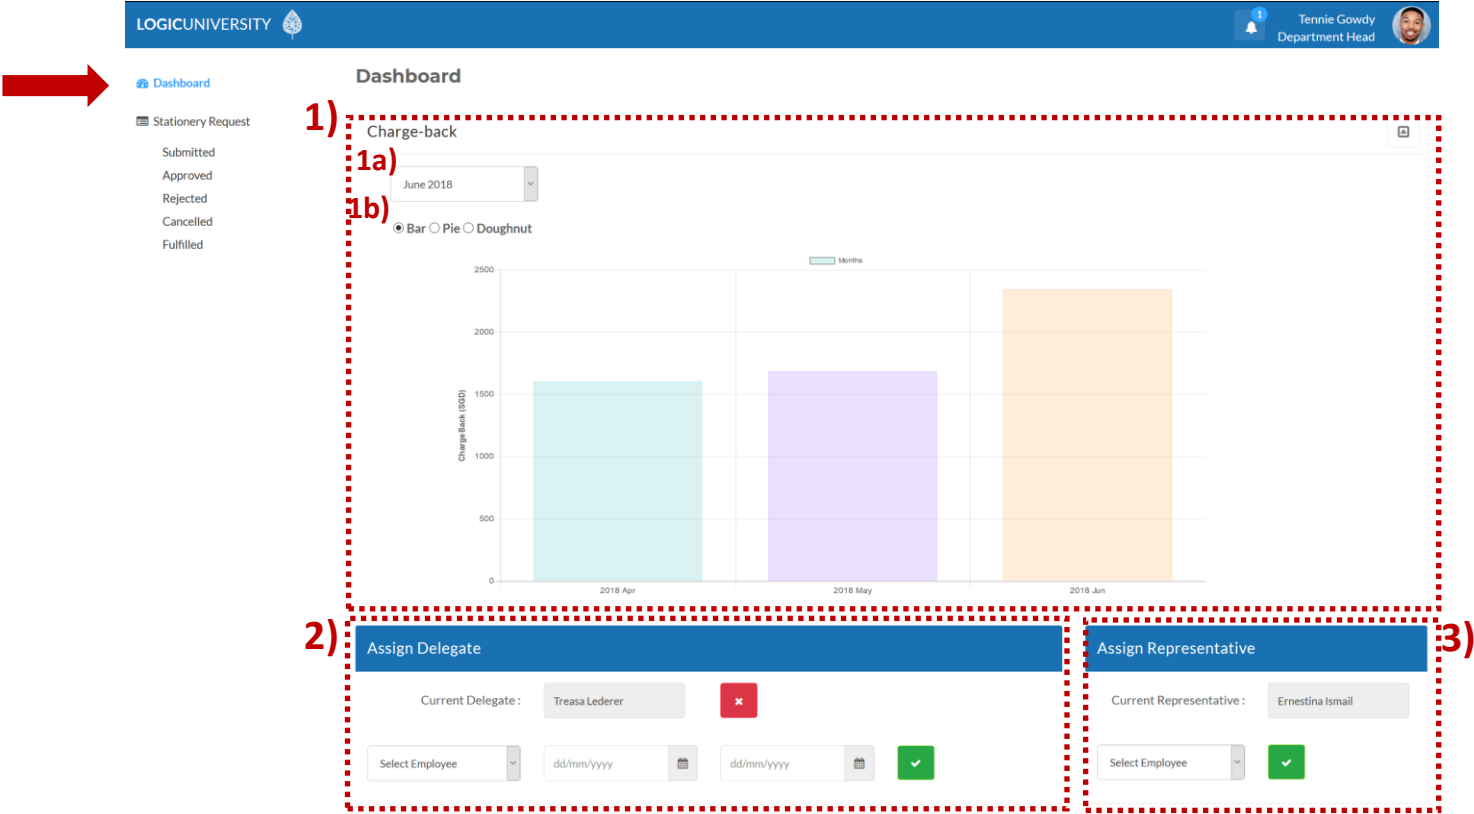 LOGICUNIVERSITY
1
Tennie Gowdy
Department Head
Dashboard
Stationery Request
Submitted
Approved
Rejected
Cancelled
Fulfilled
Dashboard
1)
Charge-back
1a)
June 2018
1b)
Bar Pie Doughnut
Months
2500
2000
1500
1000
500
0
Charge Back (SGD)
2018 Apr 2018 May 2018 Jun
2)
Assign Delegate
Current Delegate : Treasa Lederer
Select Employee dd/mm/yyyy dd/mm/yyyy
3)
Assign Representative
Current Representative : Ernestina Ismail
Select Employee